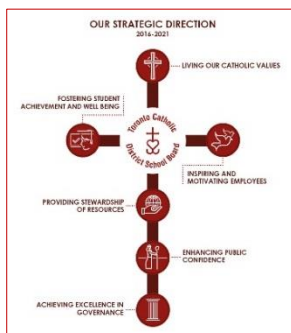 OUR STRATEGIC DIRECTION
2016-2021
LIVING OUR CATHOLIC VALUES
FOSTERING STUDENT
ACHIEVEMENT AND WELL BEING
Toronto Catholic
District School Board
INSPIRING AND
MOTIVATING EMPLOYEES
PROVIDING STEWARDSHIP
OF RESOURCES
ENHANCING PUBLIC
CONFIDENCE
ACHIEVING EXCELLENCE IN
GOVERNANCE